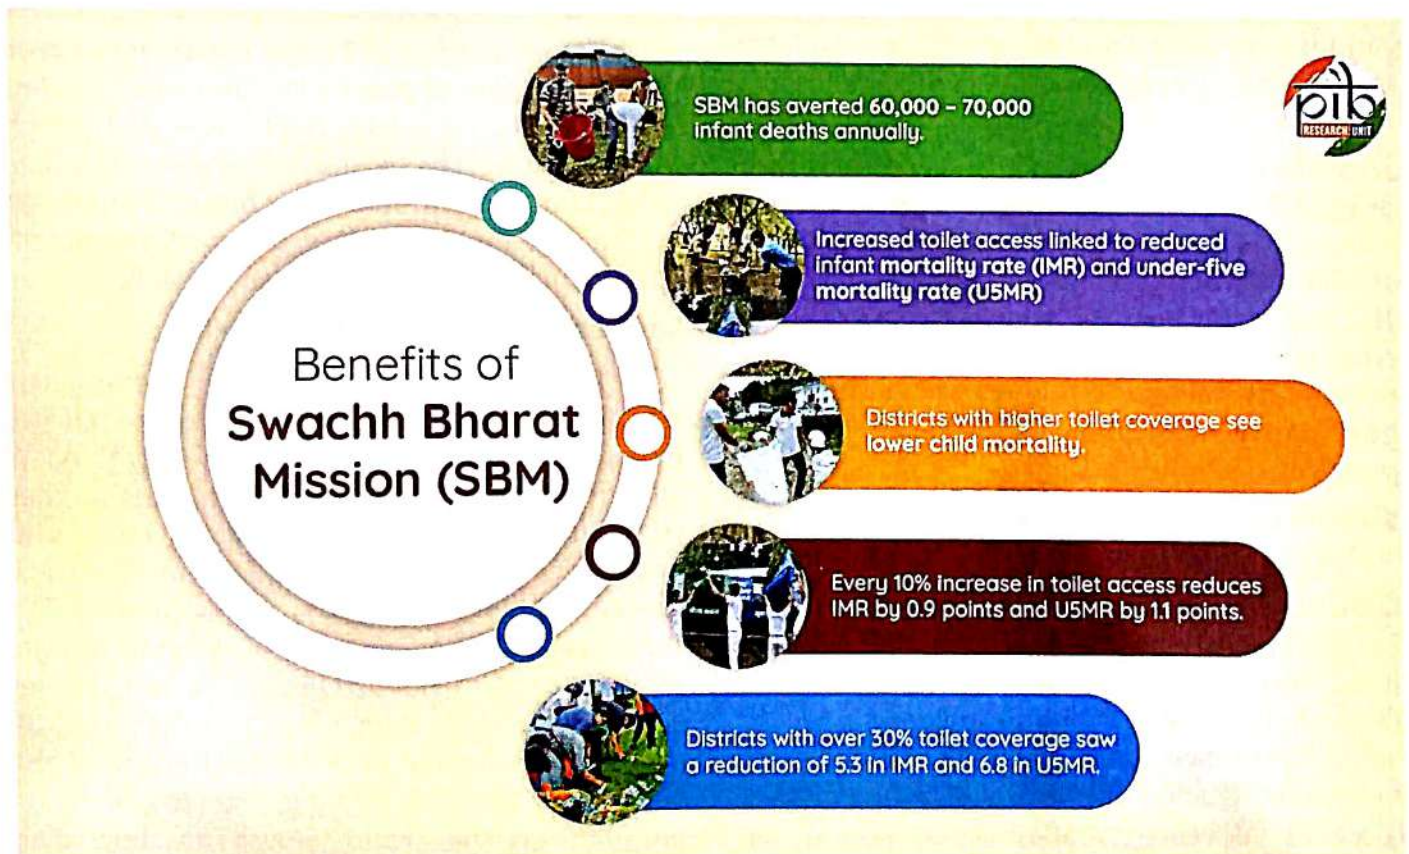 SBM has averted 60,000 – 70,000
infant deaths annually.
pib
RESEARCH UNIT
Increased toilet access linked to reduced
infant mortality rate (IMR) and under-five
mortality rate (U5MR)
Benefits of
Swachh Bharat
Mission (SBM)
Districts with higher toilet coverage see
lower child mortality.
Every 10% increase in toilet access reduces
IMR by 0.9 points and U5MR by 1.1 points.
Districts with over 30% toilet coverage saw
a reduction of 5.3 in IMR and 6.8 in U5MR.